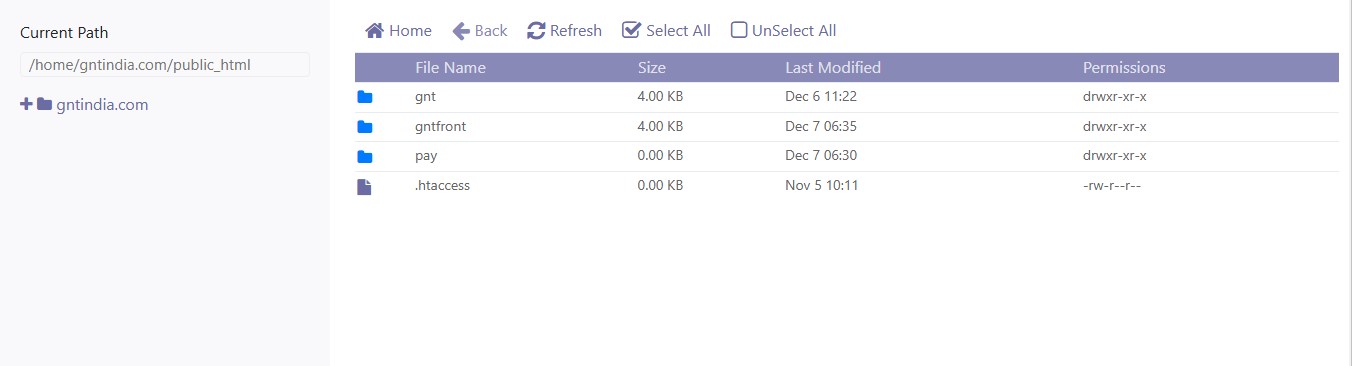 Current Path
/home/gntindia.com/public_html
gntindia.com
Home Back Refresh Select All UnSelect All
File Name Size Last Modified Permissions
gnt 4.00 KB Dec 6 11:22 drwxr-xr-x
gntfront 4.00 KB Dec 7 06:35 drwxr-xr-x
pay 0.00 KB Dec 7 06:30 drwxr-xr-x
.htaccess 0.00 KB Nov 5 10:11 -rw-r--r--